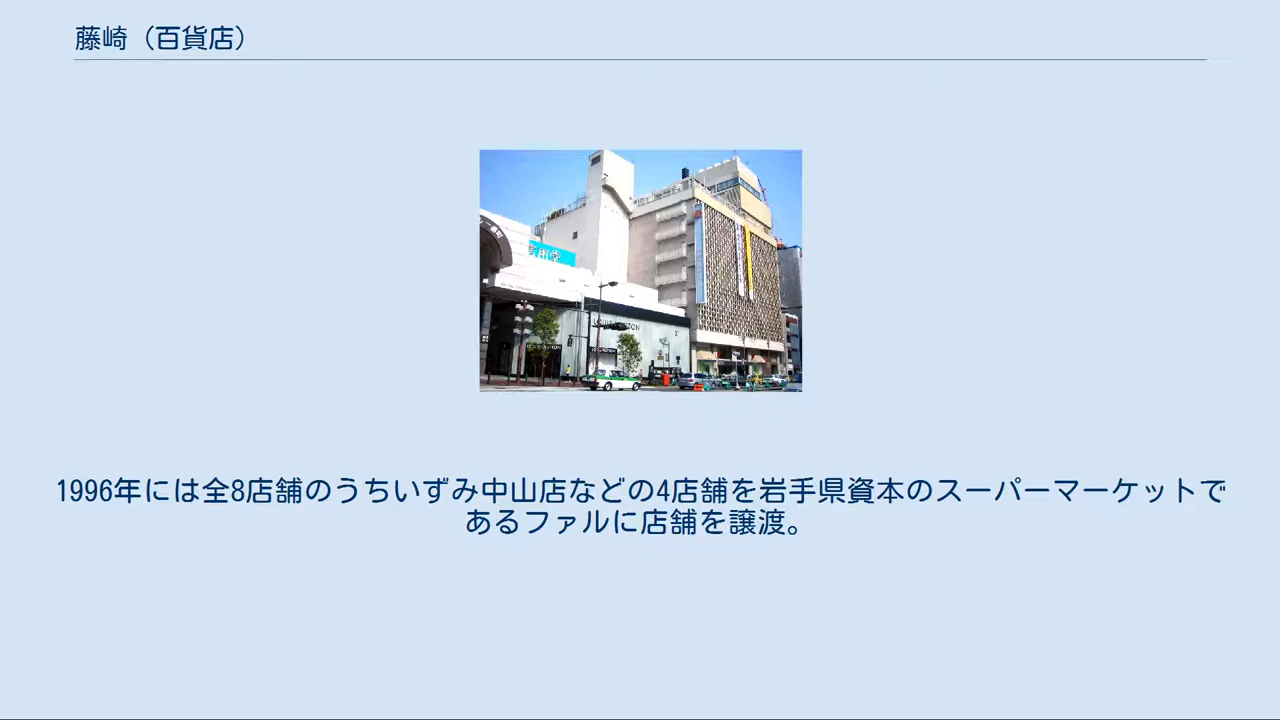 藤崎（百貨店）
LOUIS VUITTON
1996年には全8店舗のうちいずみ中山店などの4店舗を岩手県資本のスーパーマーケットで
あるファルに店舗を譲渡。